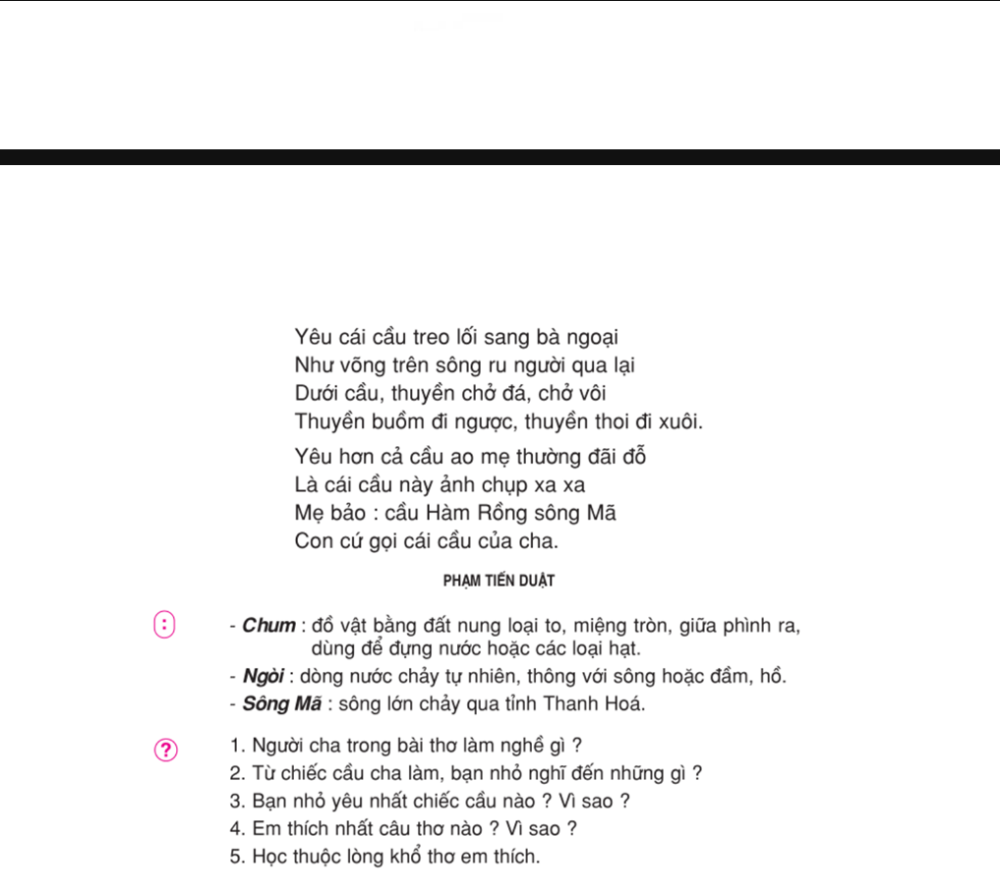 Yêu cái cầu treo lối sang bà ngoại
Như võng trên sông ru người qua lại
Dưới cầu, thuyền chở đá, chở vôi
Thuyền buồm đi ngược, thuyền thoi đi xuôi.
Yêu hơn cả cầu ao mẹ thường đãi đỗ
Là cái cầu này ảnh chụp xa xa
Mẹ bảo : cầu Hàm Rồng sông Mã
Con cứ gọi cái cầu của cha.
PHẠM TIẾN DUẬT
: - Chum : đồ vật bằng đất nung loại to, miệng tròn, giữa phình ra,
dùng để đựng nước hoặc các loại hạt.
- Ngòi : dòng nước chảy tự nhiên, thông với sông hoặc đầm, hồ.
- Sông Mã : sông lớn chảy qua tỉnh Thanh Hoá.
? 1. Người cha trong bài thơ làm nghề gì ?
2. Từ chiếc cầu cha làm, bạn nhỏ nghĩ đến những gì ?
3. Bạn nhỏ yêu nhất chiếc cầu nào ? Vì sao ?
4. Em thích nhất câu thơ nào ? Vì sao ?
5. Học thuộc lòng khổ thơ em thích.